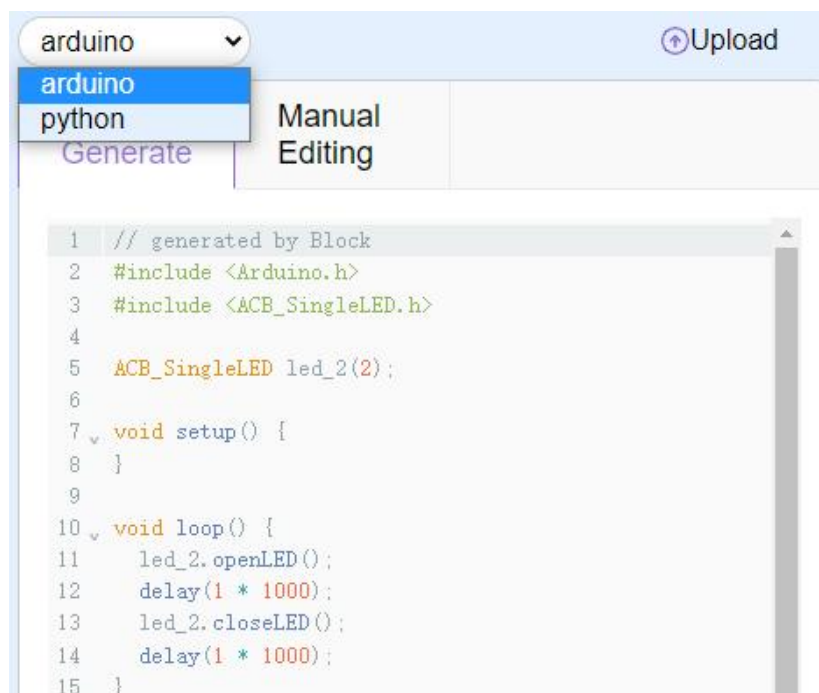 arduino
Upload
arduino
python
Generate
Manual
Editing
1 // generated by Block
2 #include <Arduino.h>
3 #include <ACB_SingleLED.h>
4
5 ACB_SingleLED led_2(2);
6
7 void setup() {
8 }
9
10 void loop() {
11 led_2.openLED();
12 delay(1 * 1000);
13 led_2.closeLED();
14 delay(1 * 1000);
15 }